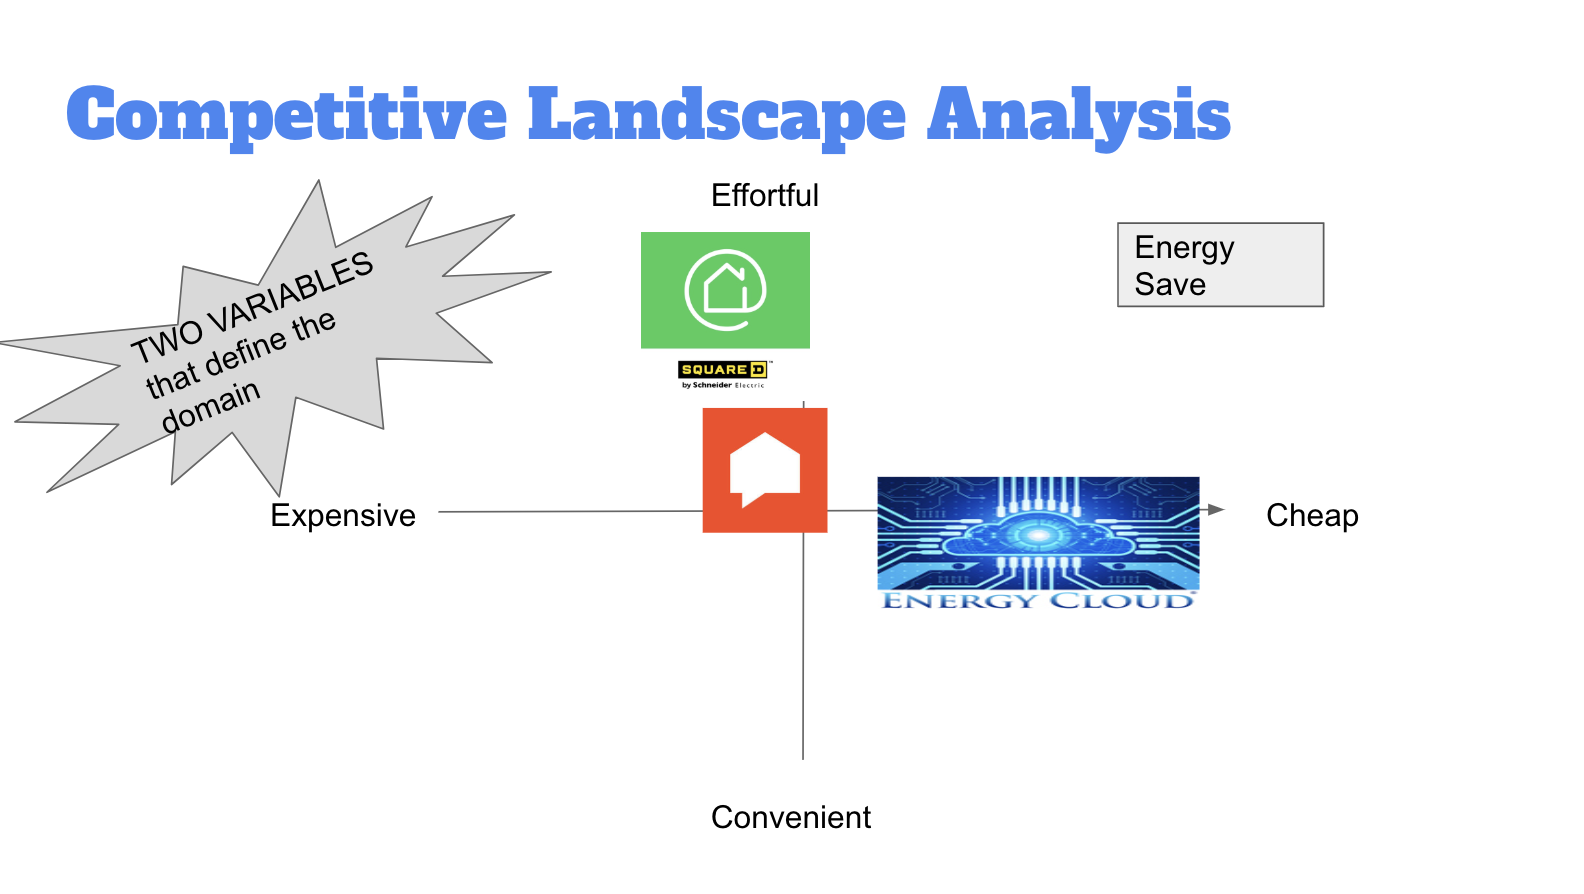 Competitive Landscape Analysis
Effortful
Energy
Save
TWO VARIABLES
that define the
domain
SQUARE D™
by Schneider Electric
Expensive
Cheap
ENERGY CLOUD®
Convenient